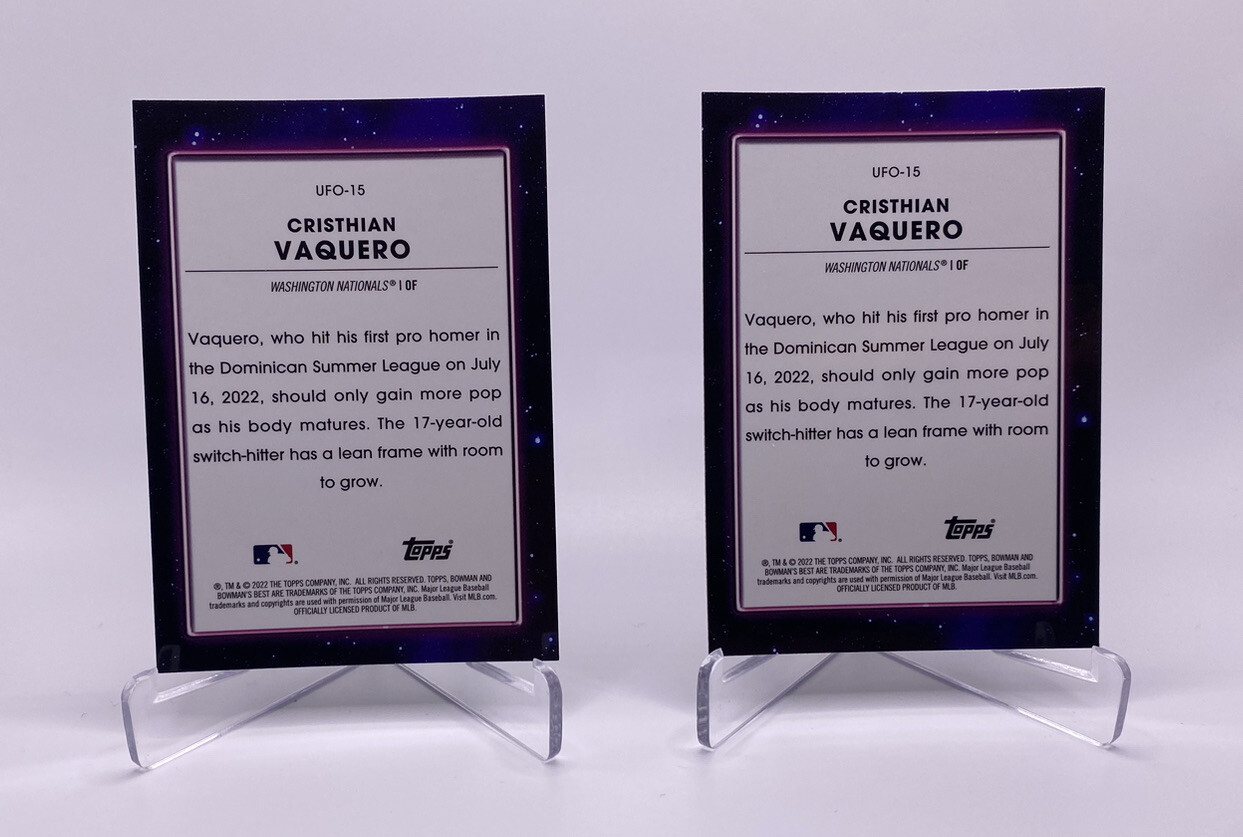 UFO-15
CRISTHIAN
VAQUERO
WASHINGTON NATIONALS® | OF
Vaquero, who hit his first pro homer in
the Dominican Summer League on July
16, 2022, should only gain more pop
as his body matures. The 17-year-old
switch-hitter has a lean frame with room
to grow.
Topps®
®, TM & © 2022 THE TOPPS COMPANY, INC. ALL RIGHTS RESERVED. TOPPS, BOWMAN AND
BOWMAN'S BEST ARE TRADEMARKS OF THE TOPPS COMPANY, INC. Major League Baseball
trademarks and copyrights are used with permission of Major League Baseball. Visit MLB.com.
OFFICIALLY LICENSED PRODUCT OF MLB.
UFO-15
CRISTHIAN
VAQUERO
WASHINGTON NATIONALS® | OF
Vaquero, who hit his first pro homer in
the Dominican Summer League on July
16, 2022, should only gain more pop
as his body matures. The 17-year-old
switch-hitter has a lean frame with room
to grow.
Topps®
®, TM & © 2022 THE TOPPS COMPANY, INC. ALL RIGHTS RESERVED. TOPPS, BOWMAN AND
BOWMAN'S BEST ARE TRADEMARKS OF THE TOPPS COMPANY, INC. Major League Baseball
trademarks and copyrights are used with permission of Major League Baseball. Visit MLB.com.
OFFICIALLY LICENSED PRODUCT OF MLB.